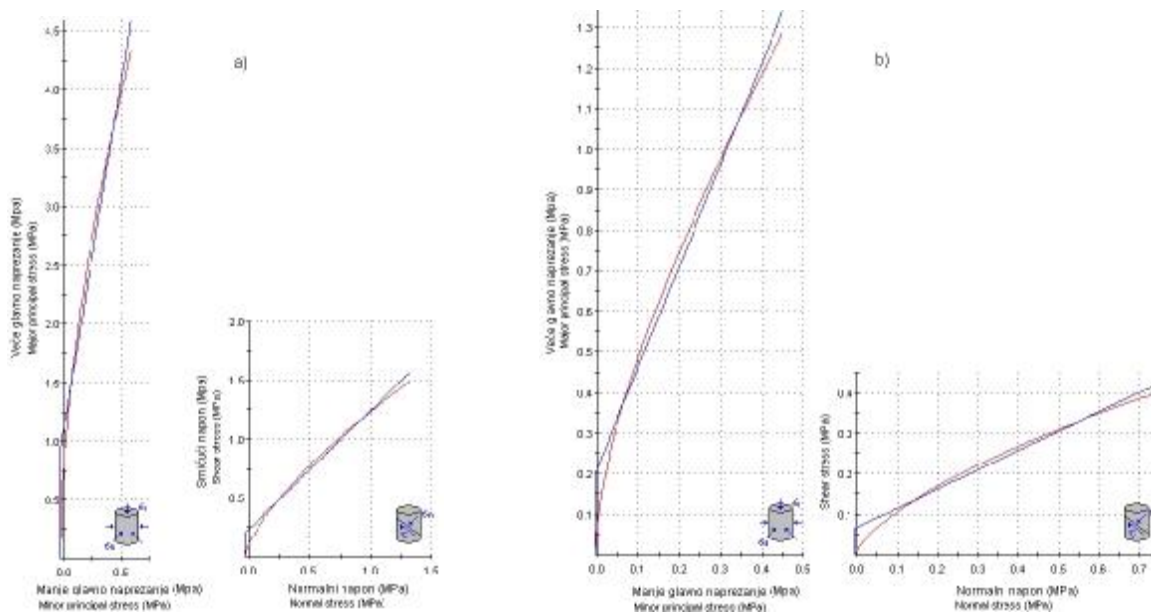 a)
4.5
4.0
3.5
3.0
2.5
2.0
1.5
1.0
0.5
0.0 0.5
Veće glavno naprezanje (Mpa)
Major principal stress (MPa)
Manje glavno naprezanje (Mpa)
Minor principal stress (MPa)
2.0
1.5
1.0
0.5
0.0 0.5 1.0 1.5
Smičući napon (Mpa)
Shear stress (MPa)
Normalni napon (MPa)
Normal stress (MPa)
b)
1.3
1.2
1.1
1.0
0.9
0.8
0.7
0.6
0.5
0.4
0.3
0.2
0.1
0.0 0.1 0.2 0.3 0.4 0.5
Veće glavno naprezanje (Mpa)
Major principal stress (MPa)
Manje glavno naprezanje (Mpa)
Minor principal stress (MPa)
0.4
0.3
0.2
0.1
0.0 0.1 0.2 0.3 0.4 0.5 0.6 0.7
Shear stress (MPa)
Normalni napon (MPa)
Normal stress (MPa)